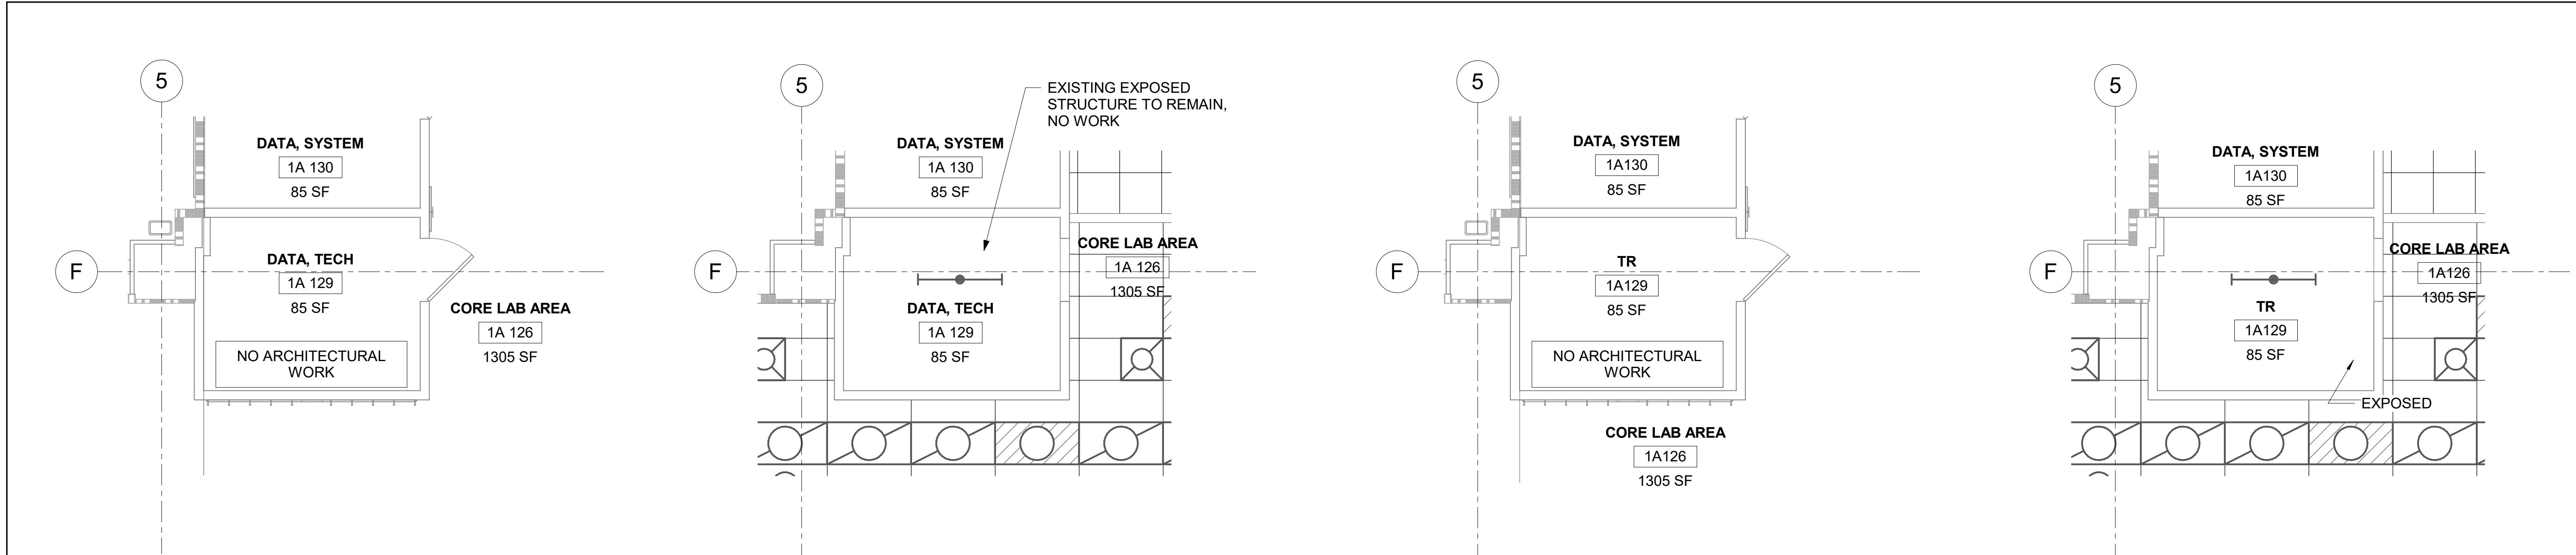 5
DATA, SYSTEM
1A 130
85 SF
F
DATA, TECH
1A 129
85 SF
CORE LAB AREA
1A 126
1305 SF
NO ARCHITECTURAL
WORK
5
EXISTING EXPOSED
STRUCTURE TO REMAIN,
NO WORK
DATA, SYSTEM
1A 130
85 SF
F
CORE LAB AREA
1A 126
1305 SF
DATA, TECH
1A 129
85 SF
5
DATA, SYSTEM
1A130
85 SF
F
TR
1A129
85 SF
NO ARCHITECTURAL
WORK
CORE LAB AREA
1A126
1305 SF
5
DATA, SYSTEM
1A130
85 SF
F
CORE LAB AREA
1A126
1305 SF
TR
1A129
85 SF
EXPOSED